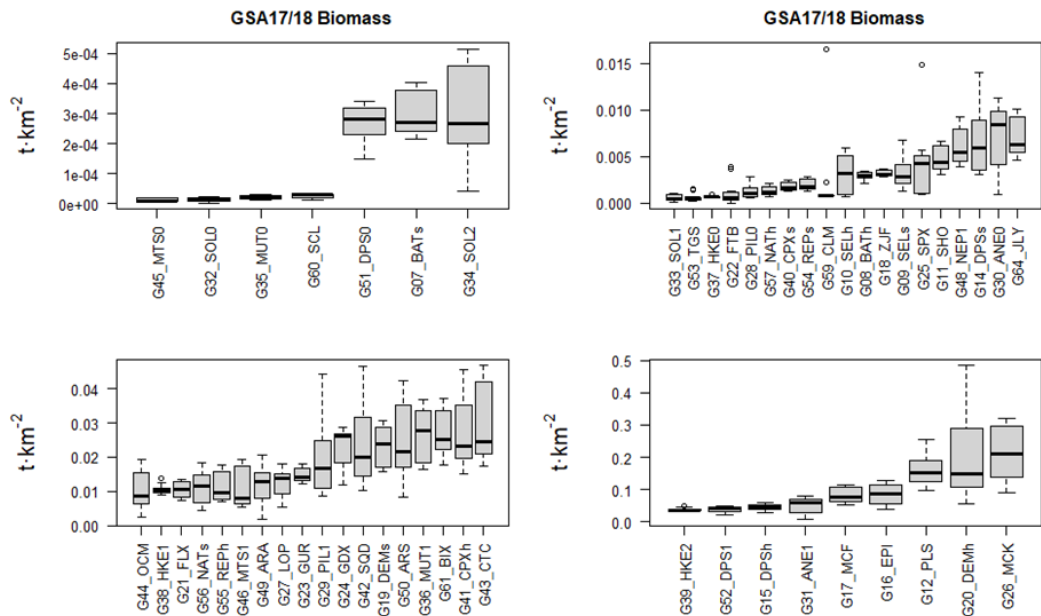 GSA17/18 Biomass
t·km⁻²
5e-04
4e-04
3e-04
2e-04
1e-04
0e+00
G45_MTS0
G32_SOL0
G35_MUT0
G60_SCL
G51_DPS0
G07_BATs
G34_SOL2
GSA17/18 Biomass
t·km⁻²
0.015
0.010
0.005
0.000
G33_SOL1
G53_TGS
G37_HKE0
G22_FTB
G28_PIL0
G57_NATh
G40_CPXs
G54_REPs
G59_CLM
G10_SELh
G08_BATh
G18_ZJF
G09_SELs
G25_SPX
G11_SHO
G48_NEP1
G14_DPSs
G30_ANE0
G64_JLY
t·km⁻²
0.04
0.03
0.02
0.01
0.00
G44_OCM
G38_HKE1
G21_FLX
G56_NATs
G55_REPh
G46_MTS1
G49_ARA
G27_LOP
G23_GUR
G29_PIL1
G24_GDX
G42_SQD
G19_DEMs
G50_ARS
G36_MUT1
G61_BIX
G41_CPXh
G43_CTC
t·km⁻²
0.5
0.4
0.3
0.2
0.1
0.0
G39_HKE2
G52_DPS1
G15_DPSh
G31_ANE1
G17_MCF
G16_EPI
G12_PLS
G20_DEMh
G26_MCK